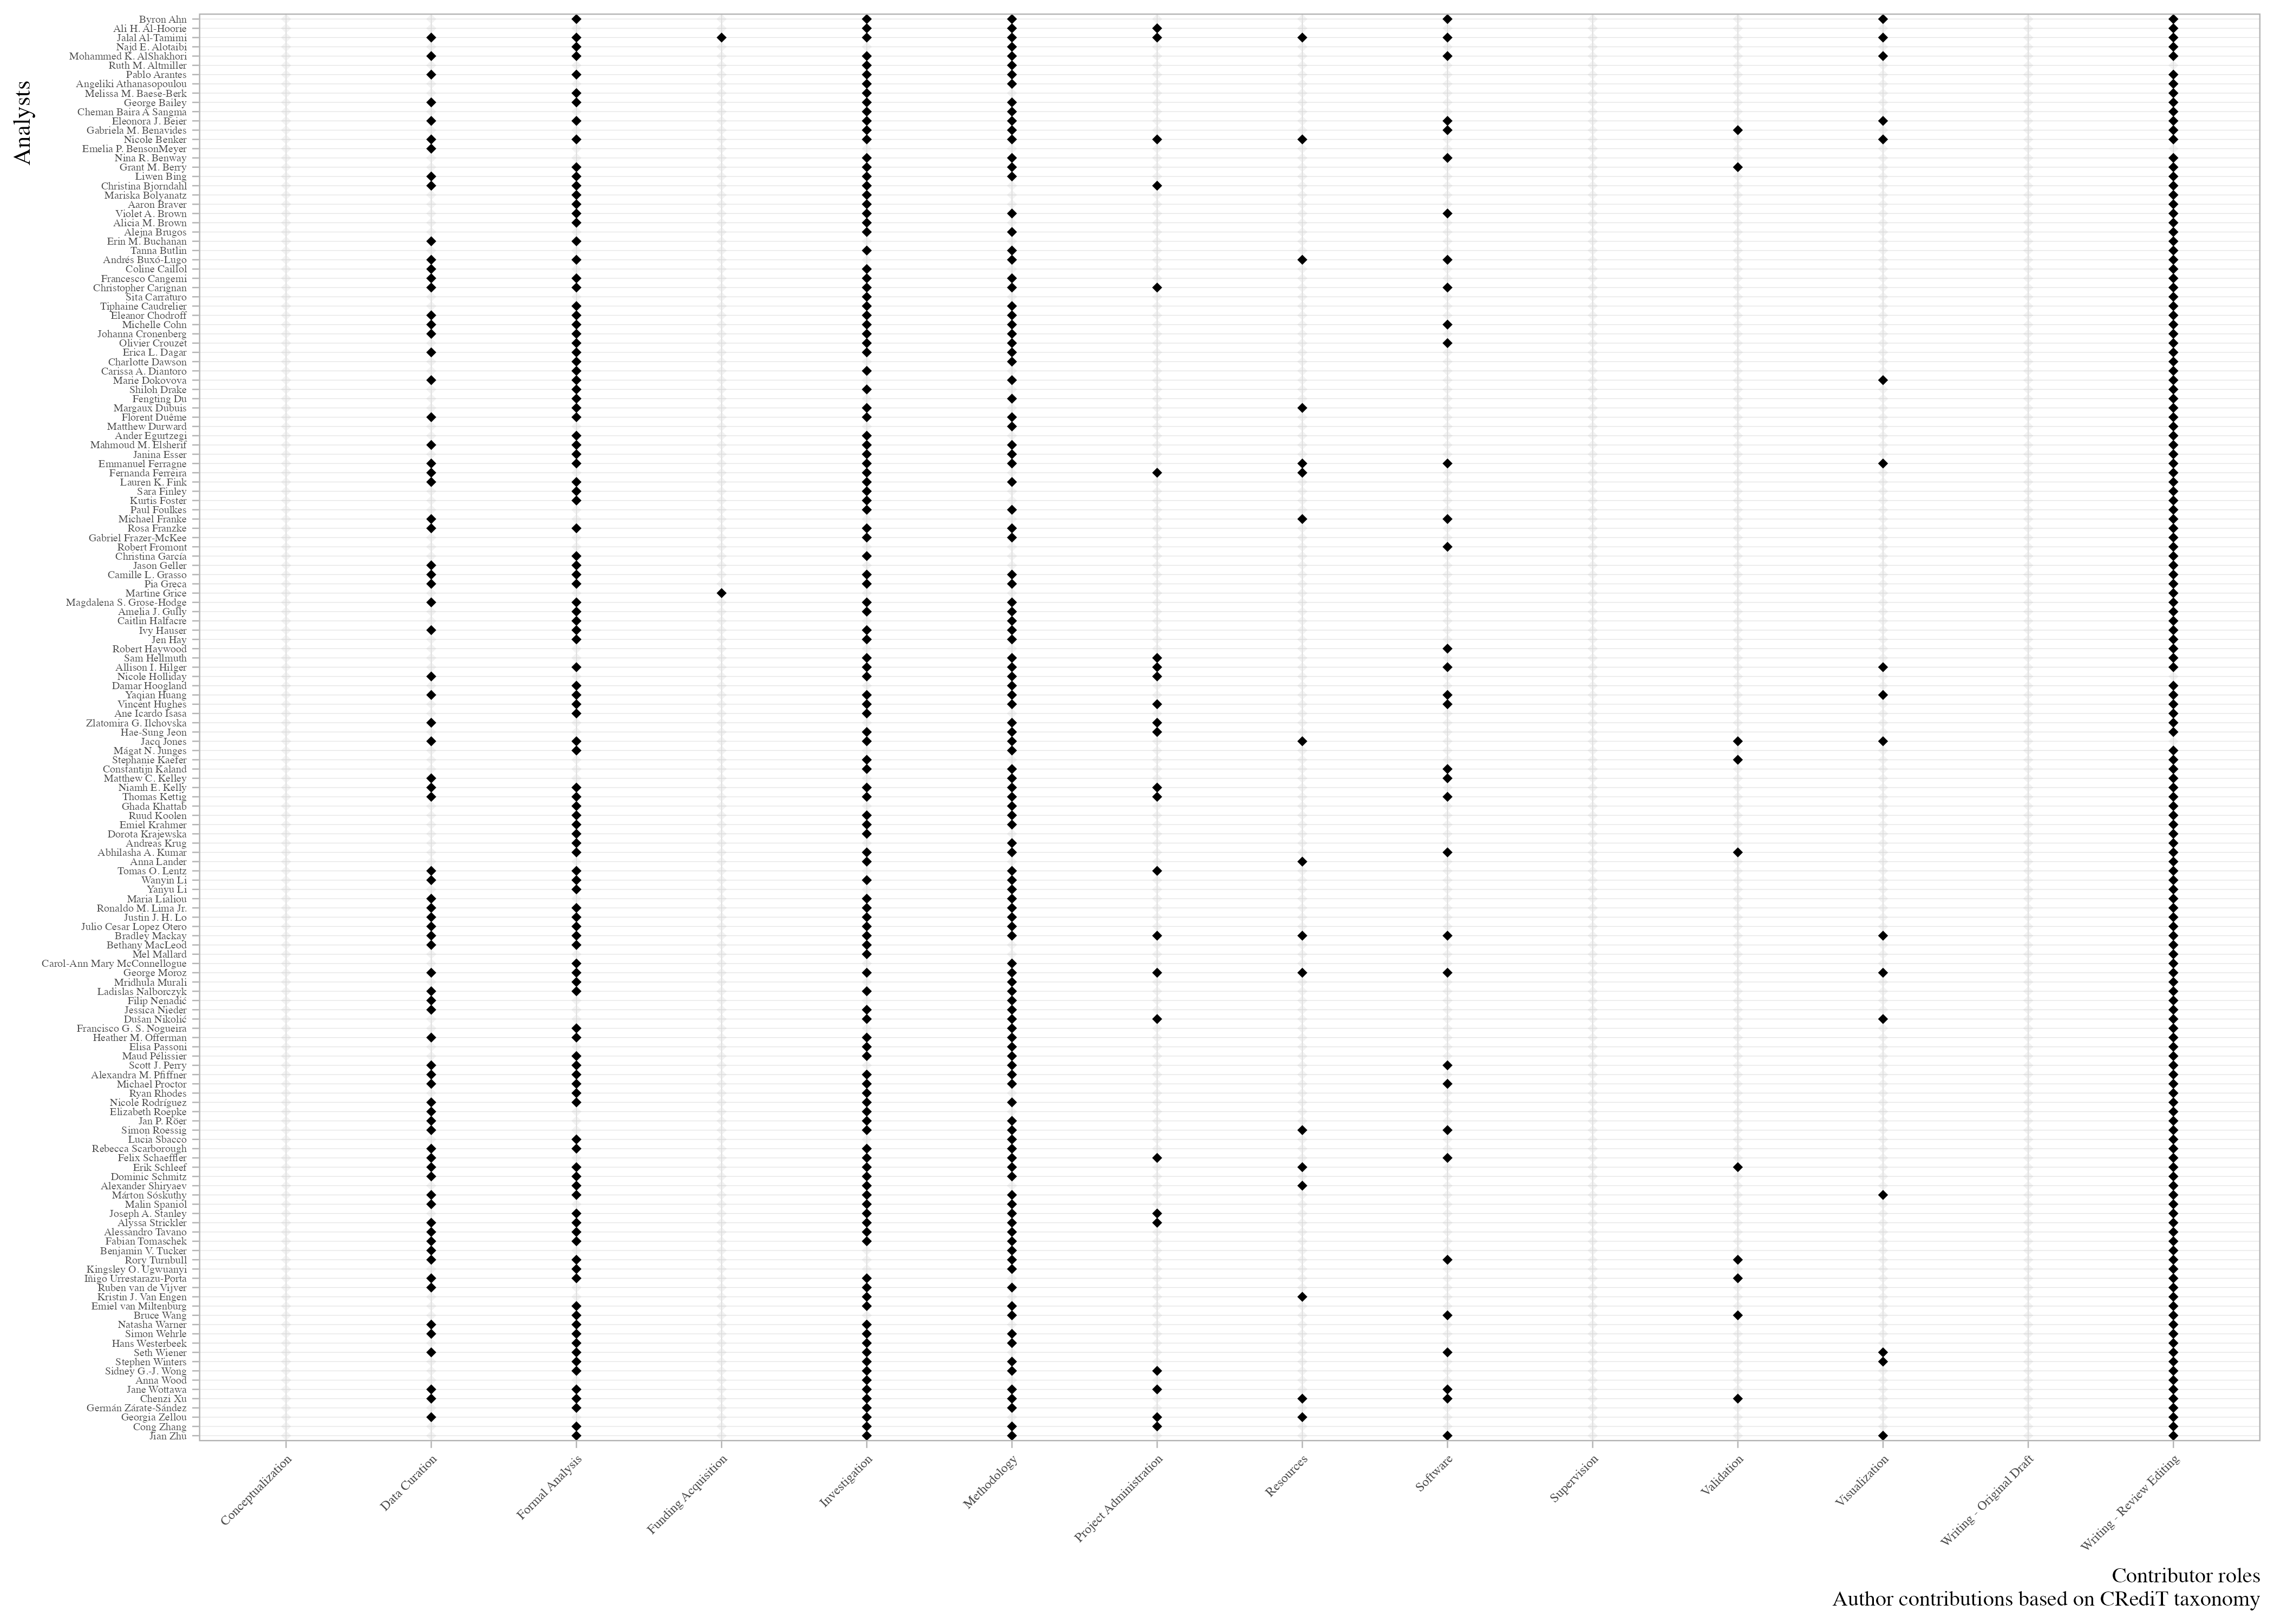 Analysts
Byron Ahn
Ali H. Al-Hoorie
Jalal Al-Tamimi
Najd E. Alotaibi
Mohammed K. AlShakhori
Ruth M. Altmiller
Pablo Arantes
Angeliki Athanasopoulou
Melissa M. Baese-Berk
George Bailey
Cheman Baira A Sangma
Eleonora J. Beier
Gabriela M. Benavides
Nicole Benker
Emelia P. BensonMeyer
Nina R. Benway
Grant M. Berry
Liwen Bing
Christina Bjorndahl
Mariska Bolyanatz
Aaron Braver
Violet A. Brown
Alicia M. Brown
Alejna Brugos
Erin M. Buchanan
Tanna Butlin
Andrés Buxó-Lugo
Coline Caillol
Francesco Cangemi
Christopher Carignan
Sita Carraturo
Tiphaine Caudrelier
Eleanor Chodroff
Michelle Cohn
Johanna Cronenberg
Olivier Crouzet
Erica L. Dagar
Charlotte Dawson
Carissa A. Diantoro
Marie Dokovova
Shiloh Drake
Fengting Du
Margaux Dubuis
Florent Duême
Matthew Durward
Ander Egurtzegi
Mahmoud M. Elsherif
Janina Esser
Emmanuel Ferragne
Fernanda Ferreira
Lauren K. Fink
Sara Finley
Kurtis Foster
Paul Foulkes
Michael Franke
Rosa Franzke
Gabriel Frazer-McKee
Robert Fromont
Christina García
Jason Geller
Camille L. Grasso
Pia Greca
Martine Grice
Magdalena S. Grose-Hodge
Amelia J. Gully
Caitlin Halfacre
Ivy Hauser
Jen Hay
Robert Haywood
Sam Hellmuth
Allison I. Hilger
Nicole Holliday
Damar Hoogland
Yaqian Huang
Vincent Hughes
Ane Icardo Isasa
Zlatomira G. Ilchovska
Hae-Sung Jeon
Jacq Jones
Mágat N. Junges
Stephanie Kaefer
Constantijn Kaland
Matthew C. Kelley
Niamh E. Kelly
Thomas Kettig
Ghada Khattab
Ruud Koolen
Emiel Krahmer
Dorota Krajewska
Andreas Krug
Abhilasha A. Kumar
Anna Lander
Tomas O. Lentz
Wanyin Li
Yanyu Li
Maria Lialiou
Ronaldo M. Lima Jr.
Justin J. H. Lo
Julio Cesar Lopez Otero
Bradley Mackay
Bethany MacLeod
Mel Mallard
Carol-Ann Mary McConnellogue
George Moroz
Mridhula Murali
Ladislas Nalborczyk
Filip Nenadić
Jessica Nieder
Dušan Nikolić
Francisco G. S. Nogueira
Heather M. Offerman
Elisa Passoni
Maud Pélissier
Scott J. Perry
Alexandra M. Pfiffner
Michael Proctor
Ryan Rhodes
Nicole Rodríguez
Elizabeth Roepke
Jan P. Röer
Simon Roessig
Lucia Sbacco
Rebecca Scarborough
Felix Schaeffler
Erik Schleef
Dominic Schmitz
Alexander Shiryaev
Márton Sóskuthy
Malin Spaniol
Joseph A. Stanley
Alyssa Strickler
Alessandro Tavano
Fabian Tomaschek
Benjamin V. Tucker
Rory Turnbull
Kingsley O. Ugwuanyi
Iñigo Urrestarazu-Porta
Ruben van de Vijver
Kristin J. Van Engen
Emiel van Miltenburg
Bruce Wang
Natasha Warner
Simon Wehrle
Hans Westerbeek
Seth Wiener
Stephen Winters
Sidney G.-J. Wong
Anna Wood
Jane Wottawa
Chenzi Xu
Germán Zárate-Sández
Georgia Zellou
Cong Zhang
Jian Zhu
Conceptualization
Data Curation
Formal Analysis
Funding Acquisition
Investigation
Methodology
Project Administration
Resources
Software
Supervision
Validation
Visualization
Writing - Original Draft
Writing - Review Editing
Contributor roles
Author contributions based on CRediT taxonomy